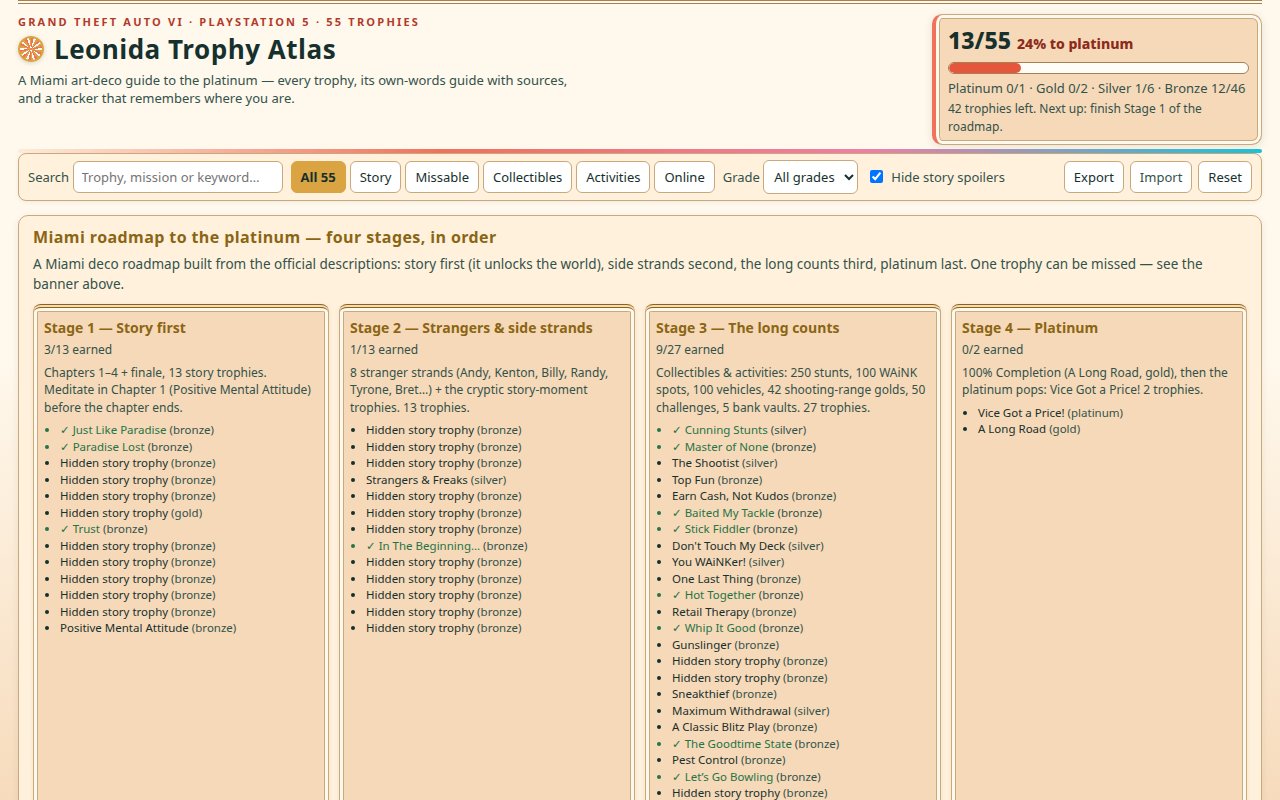 GRAND THEFT AUTO VI · PLAYSTATION 5 · 55 TROPHIES
Leonida Trophy Atlas
A Miami art-deco guide to the platinum — every trophy, its own-words guide with sources,
and a tracker that remembers where you are.
13/55 24% to platinum
Platinum 0/1 · Gold 0/2 · Silver 1/6 · Bronze 12/46
42 trophies left. Next up: finish Stage 1 of the
roadmap.
Search Trophy, mission or keyword... All 55 Story Missable Collectibles Activities Online Grade All grades Hide story spoilers Export Import Reset
Miami roadmap to the platinum — four stages, in order
A Miami deco roadmap built from the official descriptions: story first (it unlocks the world), side strands second, the long counts third, platinum last. One trophy can be missed — see the
banner above.
Stage 1 — Story first
3/13 earned
Chapters 1–4 + finale, 13 story trophies.
Meditate in Chapter 1 (Positive Mental Attitude)
before the chapter ends.
• ✓ Just Like Paradise (bronze)
• ✓ Paradise Lost (bronze)
• Hidden story trophy (bronze)
• Hidden story trophy (bronze)
• Hidden story trophy (bronze)
• Hidden story trophy (gold)
• ✓ Trust (bronze)
• Hidden story trophy (bronze)
• Hidden story trophy (bronze)
• Hidden story trophy (bronze)
• Hidden story trophy (bronze)
• Hidden story trophy (bronze)
• Positive Mental Attitude (bronze)
Stage 2 — Strangers & side strands
1/13 earned
8 stranger strands (Andy, Kenton, Billy, Randy,
Tyrone, Bret...) + the cryptic story-moment
trophies. 13 trophies.
• Hidden story trophy (bronze)
• Hidden story trophy (bronze)
• Hidden story trophy (bronze)
• Strangers & Freaks (silver)
• Hidden story trophy (bronze)
• Hidden story trophy (bronze)
• Hidden story trophy (bronze)
• ✓ In The Beginning... (bronze)
• Hidden story trophy (bronze)
• Hidden story trophy (bronze)
• Hidden story trophy (bronze)
• Hidden story trophy (bronze)
• Hidden story trophy (bronze)
Stage 3 — The long counts
9/27 earned
Collectibles & activities: 250 stunts, 100 WAiNK
spots, 100 vehicles, 42 shooting-range golds, 50
challenges, 5 bank vaults. 27 trophies.
• ✓ Cunning Stunts (silver)
• ✓ Master of None (bronze)
• The Shootist (silver)
• Top Fun (bronze)
• Earn Cash, Not Kudos (bronze)
• ✓ Baited My Tackle (bronze)
• ✓ Stick Fiddler (bronze)
• Don't Touch My Deck (silver)
• You WAiNKer! (silver)
• One Last Thing (bronze)
• ✓ Hot Together (bronze)
• Retail Therapy (bronze)
• ✓ Whip It Good (bronze)
• Gunslinger (bronze)
• Hidden story trophy (bronze)
• Hidden story trophy (bronze)
• Sneakthief (bronze)
• Maximum Withdrawal (silver)
• A Classic Blitz Play (bronze)
• ✓ The Goodtime State (bronze)
• Pest Control (bronze)
• ✓ Let's Go Bowling (bronze)
• Hidden story trophy (bronze)
Stage 4 — Platinum
0/2 earned
100% Completion (A Long Road, gold), then the
platinum pops: Vice Got a Price! 2 trophies.
• Vice Got a Price! (platinum)
• A Long Road (gold)